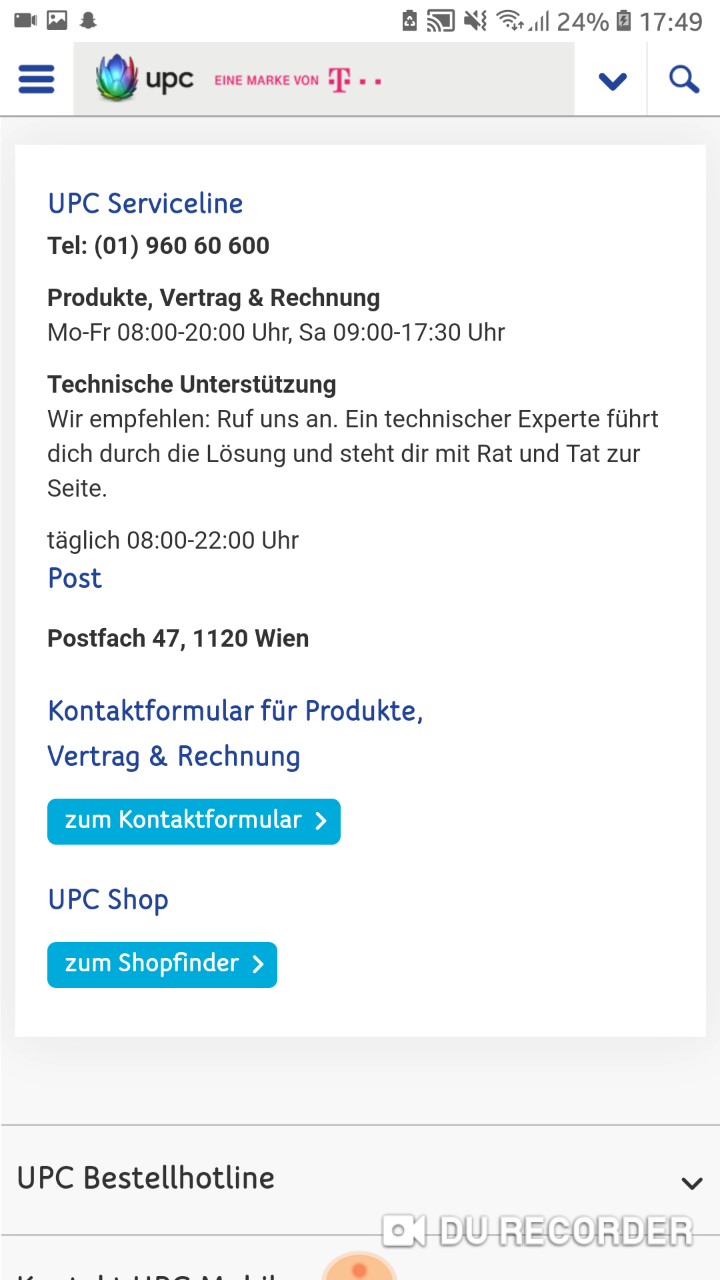 24% 17:49
upc EINE MARKE VON T
UPC Serviceline
Tel: (01) 960 60 600
Produkte, Vertrag & Rechnung
Mo-Fr 08:00-20:00 Uhr, Sa 09:00-17:30 Uhr
Technische Unterstützung
Wir empfehlen: Ruf uns an. Ein technischer Experte führt
dich durch die Lösung und steht dir mit Rat und Tat zur
Seite.
täglich 08:00-22:00 Uhr
Post
Postfach 47, 1120 Wien
Kontaktformular für Produkte,
Vertrag & Rechnung
zum Kontaktformular
UPC Shop
zum Shopfinder
UPC Bestellhotline
DU RECORDER
Kontakt UPC Mobil